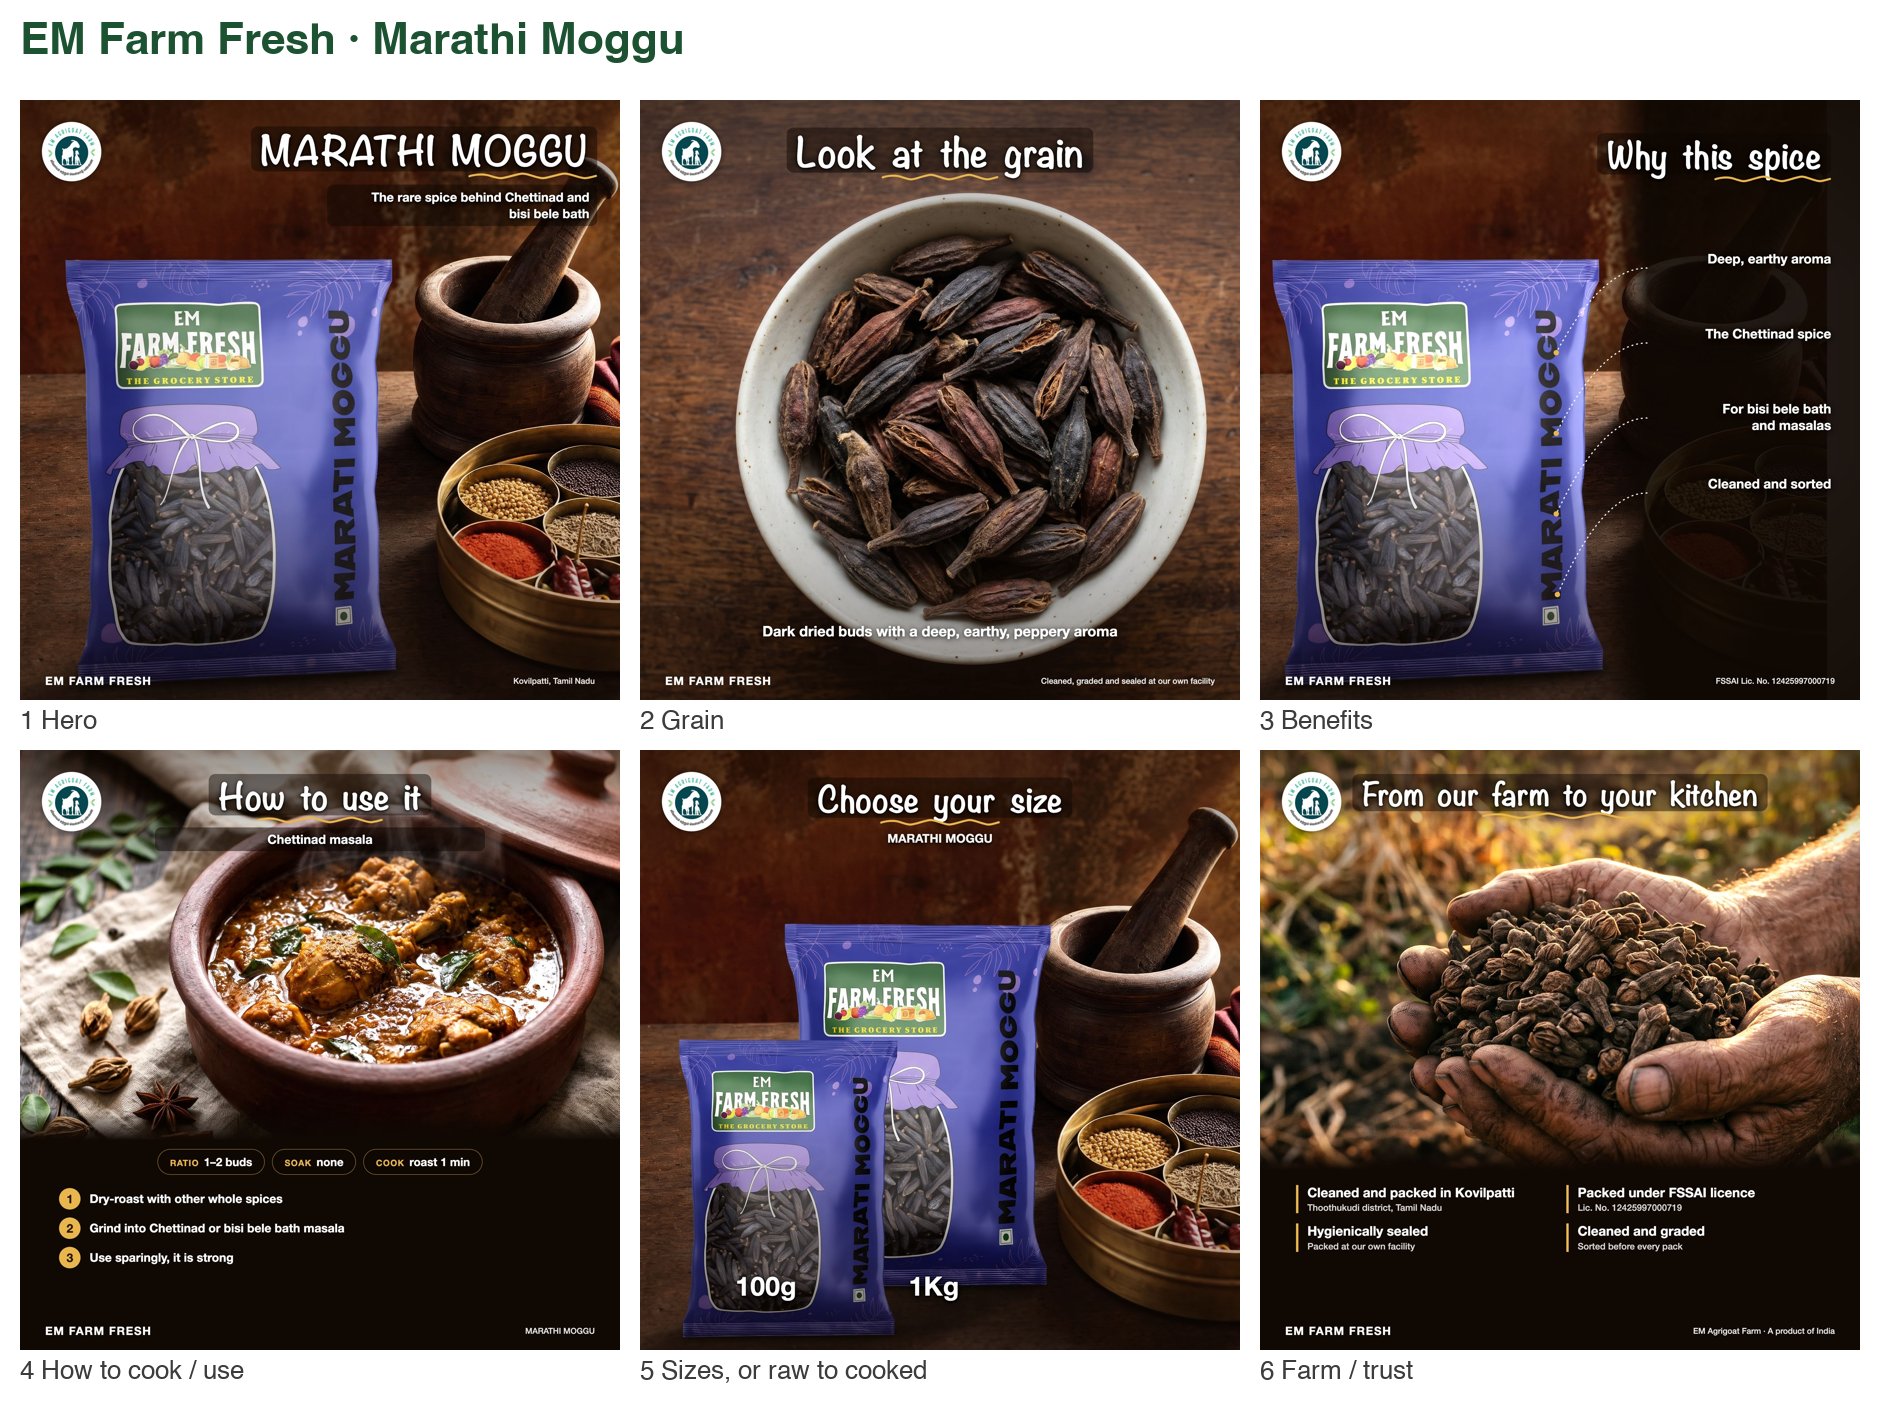 EM Farm Fresh · Marathi Moggu
MARATHI MOGGU
The rare spice behind Chettinad and
bisi bele bath
EM
FARM FRESH
THE GROCERY STORE
MARATI MOGGU
EM FARM FRESH
Kovilpatti, Tamil Nadu
1 Hero
Look at the grain
Dark dried buds with a deep, earthy, peppery aroma
EM FARM FRESH
Cleaned, graded and sealed at our own facility
2 Grain
Why this spice
Deep, earthy aroma
The Chettinad spice
For bisi bele bath
and masalas
Cleaned and sorted
EM
FARM FRESH
THE GROCERY STORE
MARATI MOGGU
EM FARM FRESH
FSSAI Lic. No. 12425997000719
3 Benefits
How to use it
Chettinad masala
RATIO 1–2 buds
SOAK none
COOK roast 1 min
1 Dry-roast with other whole spices
2 Grind into Chettinad or bisi bele bath masala
3 Use sparingly, it is strong
EM FARM FRESH
MARATHI MOGGU
4 How to cook / use
Choose your size
MARATHI MOGGU
EM
FARM FRESH
THE GROCERY STORE
MARATI MOGGU
EM
FARM FRESH
THE GROCERY STORE
MARATI MOGGU
100g
1Kg
5 Sizes, or raw to cooked
From our farm to your kitchen
Cleaned and packed in Kovilpatti
Thoothukudi district, Tamil Nadu
Packed under FSSAI licence
Lic. No. 12425997000719
Hygienically sealed
Packed at our own facility
Cleaned and graded
Sorted before every pack
EM FARM FRESH
EM Agrigoat Farm · A product of India
6 Farm / trust